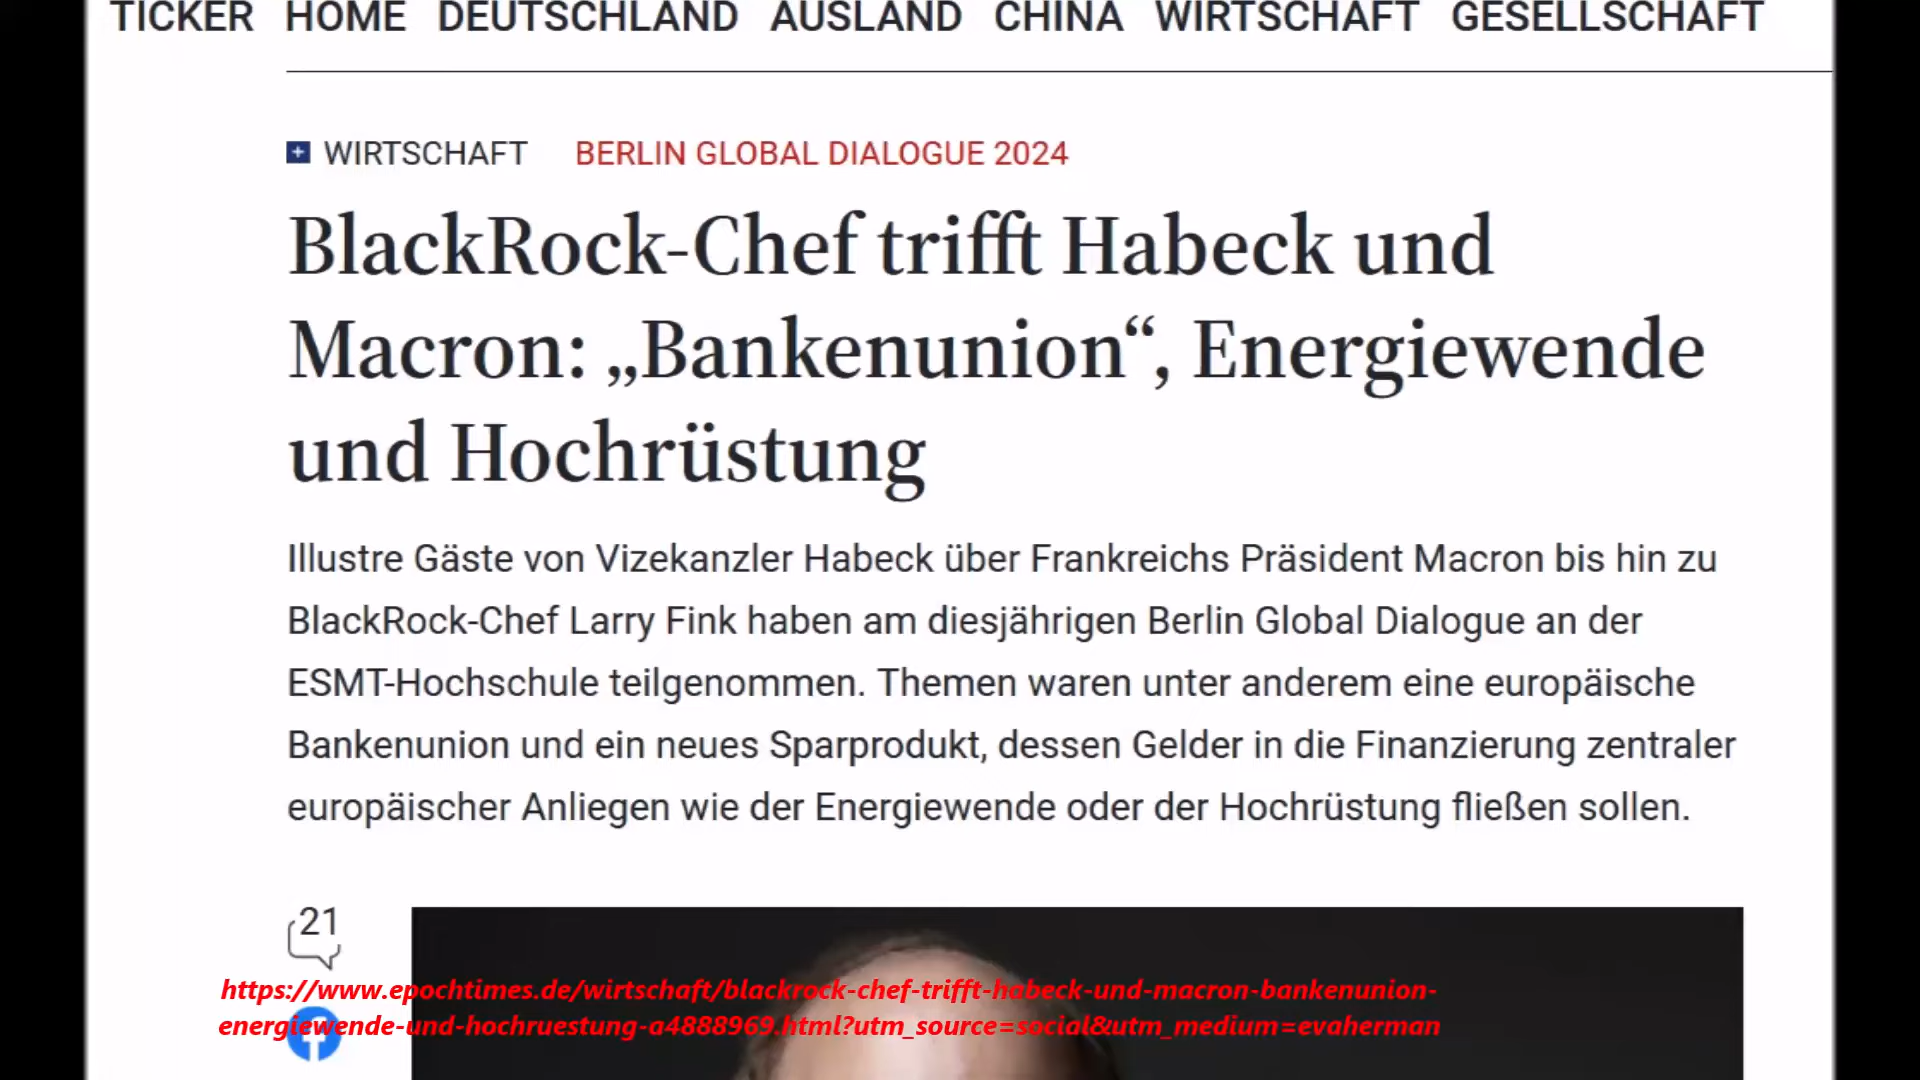 TICKER HOME DEUTSCHLAND AUSLAND CHINA WIRTSCHAFT GESELLSCHAFT
WIRTSCHAFT BERLIN GLOBAL DIALOGUE 2024
BlackRock-Chef trifft Habeck und
Macron: „Bankenunion“, Energiewende
und Hochrüstung
Illustre Gäste von Vizekanzler Habeck über Frankreichs Präsident Macron bis hin zu
BlackRock-Chef Larry Fink haben am diesjährigen Berlin Global Dialogue an der
ESMT-Hochschule teilgenommen. Themen waren unter anderem eine europäische
Bankenunion und ein neues Sparprodukt, dessen Gelder in die Finanzierung zentraler
europäischer Anliegen wie der Energiewende oder der Hochrüstung fließen sollen.
21
https://www.epochtimes.de/wirtschaft/blackrock-chef-trifft-habeck-und-macron-bankenunion-
energiewende-und-hochruestung-a4888969.html?utm_source=social&utm_medium=evaherman